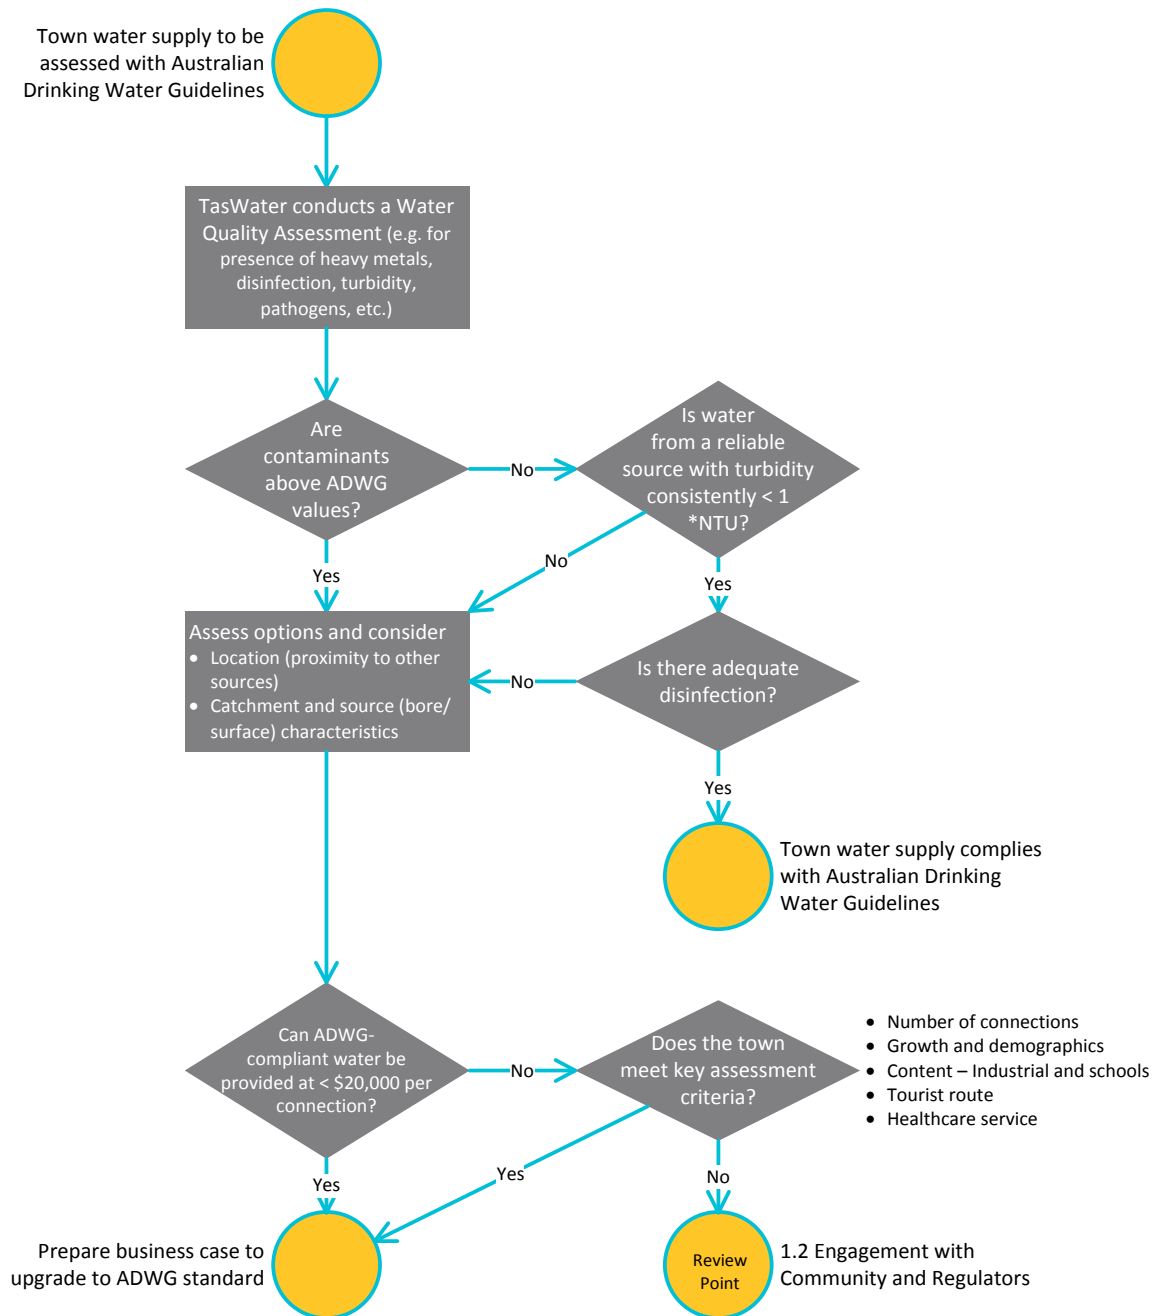 Town water supply to be
assessed with Australian
Drinking Water Guidelines
TasWater conducts a Water
Quality Assessment (e.g. for
presence of heavy metals,
disinfection, turbidity,
pathogens, etc.)
Are
contaminants
above ADWG
values?
No
Is water
from a reliable
source with turbidity
consistently < 1
*NTU?
Yes
No
Yes
Assess options and consider
• Location (proximity to other
sources)
• Catchment and source (bore/
surface) characteristics
No
Is there adequate
disinfection?
Yes
Town water supply complies
with Australian Drinking
Water Guidelines
Can ADWG-
compliant water be
provided at < $20,000 per
connection?
No
Does the town
meet key assessment
criteria?
• Number of connections
• Growth and demographics
• Content – Industrial and schools
• Tourist route
• Healthcare service
Yes
Yes
No
Prepare business case to
upgrade to ADWG standard
Review
Point
1.2 Engagement with
Community and Regulators